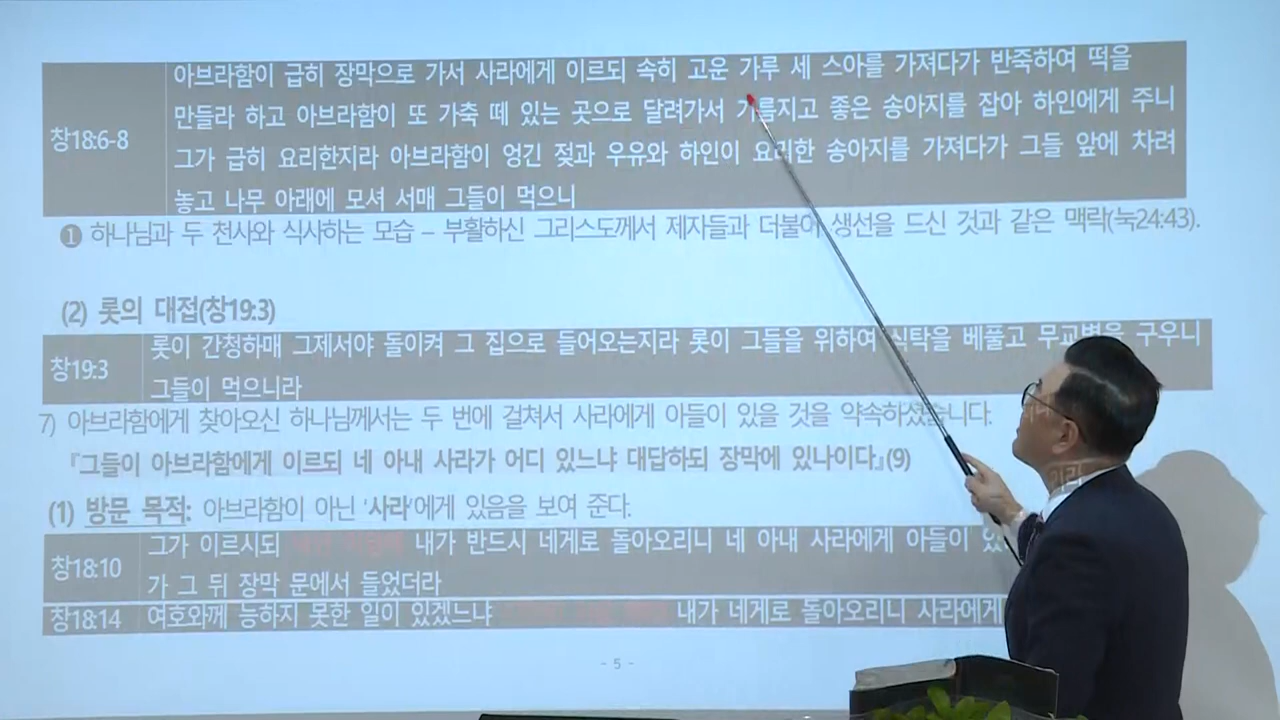 아브라함이 급히 장막으로 가서 사라에게 이르되 속히 고운 가루 세 스아를 가져다가 반죽하여 떡을
만들라 하고 아브라함이 또 가축 떼 있는 곳으로 달려가서 기름지고 좋은 송아지를 잡아 하인에게 주니
창18:6-8
그가 급히 요리한지라 아브라함이 엉긴 젖과 우유와 하인이 요리한 송아지를 가져다가 그들 앞에 차려
놓고 나무 아래에 모셔 서매 그들이 먹으니
❶ 하나님과 두 천사와 식사하는 모습 – 부활하신 그리스도께서 제자들과 더불어 생선을 드신 것과 같은 맥락(눅24:43).
(2) 롯의 대접(창19:3)
창19:3
롯이 간청하매 그제서야 돌이켜 그 집으로 들어오는지라 롯이 그들을 위하여 식탁을 베풀고 무교병을 구우니
그들이 먹으니라
7) 아브라함에게 찾아오신 하나님께서는 두 번에 걸쳐서 사라에게 아들이 있을 것을 약속하셨습니다.
『그들이 아브라함에게 이르되 네 아내 사라가 어디 있느냐 대답하되 장막에 있나이다』(9)
(1) 방문 목적: 아브라함이 아닌 ‘사라’에게 있음을 보여 준다.
창18:10
그가 이르시되 내가 반드시 네게로 돌아오리니 네 아내 사라에게 아들이
가 그 뒤 장막 문에서 들었더라
창18:14 여호와께 능하지 못한 일이 있겠느냐 내가 네게로 돌아오리니 사라에게
- 5 -